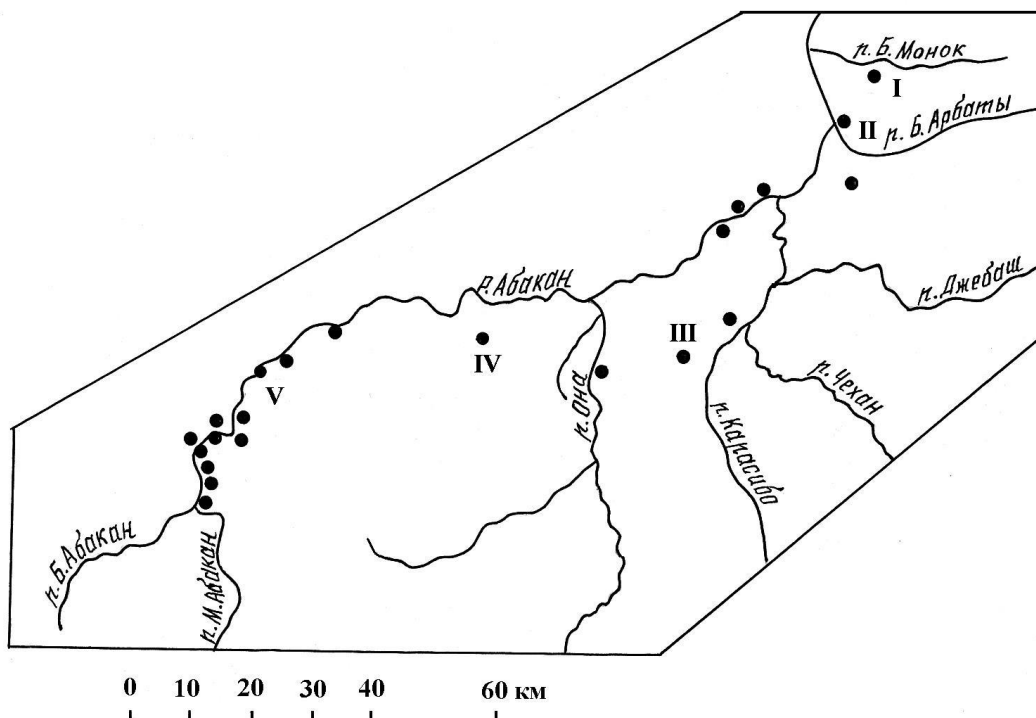 р. Б. Монок
I
II
р. Б. Арбаты
р. Джебаш
Р. Абакан
III
IV
р. Чехан
V
р. Она
р. Карасибо
р. Б. Абакан
р. М. Абакан
0 10 20 30 40 60 км